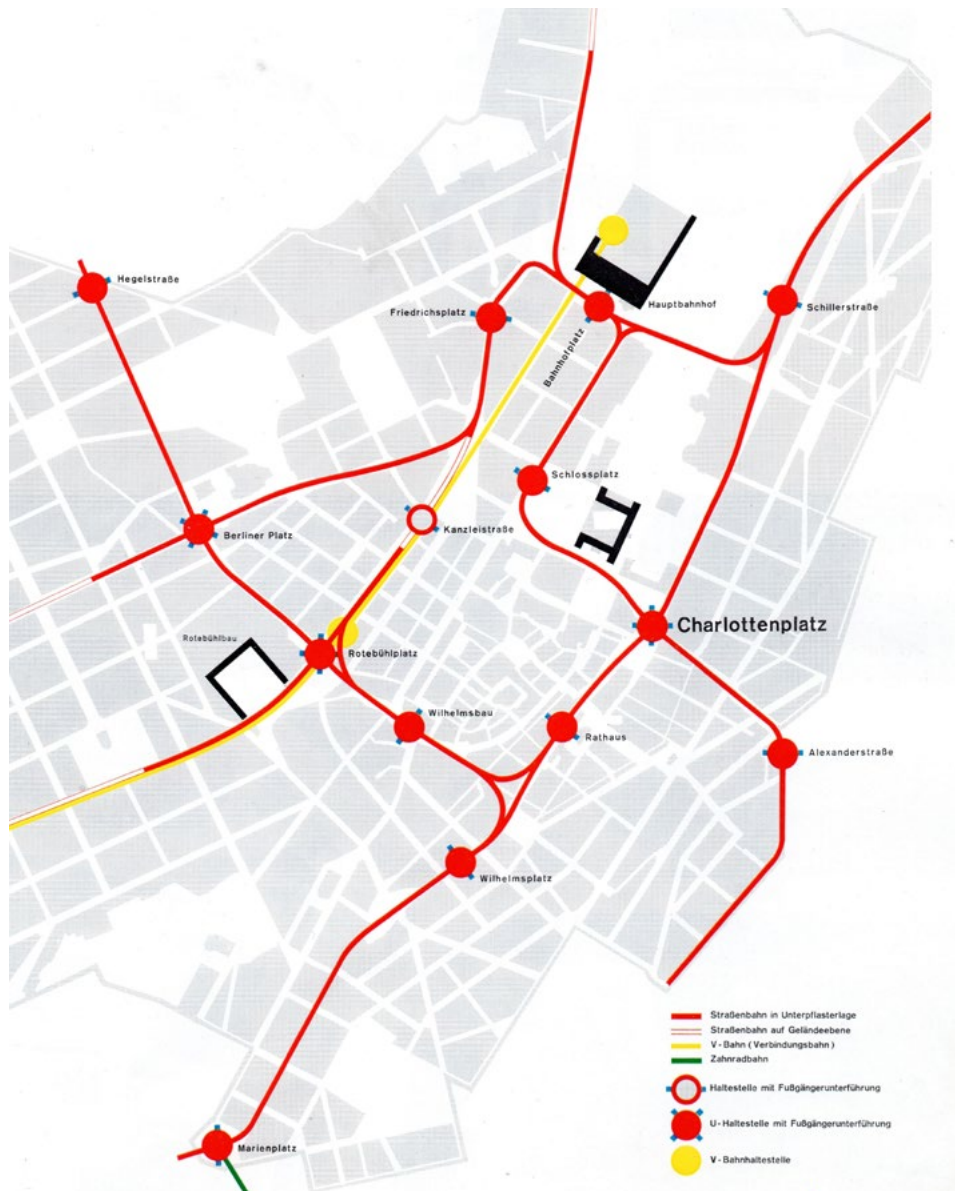 Hegelstraße
Friedrichsplatz
Hauptbahnhof
Schillerstraße
Bahnhofplatz
Schlossplatz
Kanzleistraße
Berliner Platz
Charlottenplatz
Rotebühlbau
Rotebühlplatz
Wilhelmsbau
Rathaus
Alexanderstraße
Wilhelmsplatz
Marienplatz
Straßenbahn in Unterpflasterlage
Straßenbahn auf Geländeebene
V-Bahn (Verbindungsbahn)
Zahnradbahn
Haltestelle mit Fußgängerunterführung
U-Haltestelle mit Fußgängerunterführung
V-Bahnhaltestelle